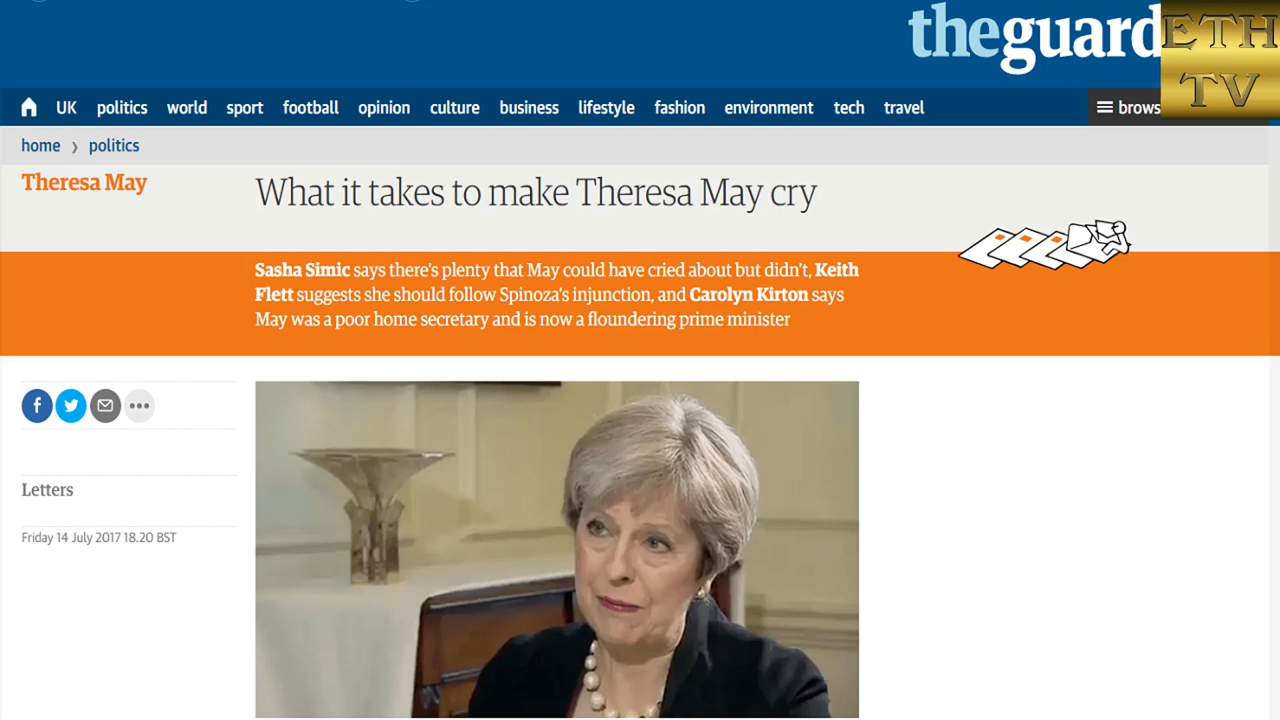 theguard
ETH
TV
UK politics world sport football opinion culture business lifestyle fashion environment tech travel
brows
home > politics
Theresa May
What it takes to make Theresa May cry
Sasha Simic says there's plenty that May could have cried about but didn't, Keith
Flett suggests she should follow Spinoza's injunction, and Carolyn Kirton says
May was a poor home secretary and is now a floundering prime minister
f
Letters
Friday 14 July 2017 18.20 BST